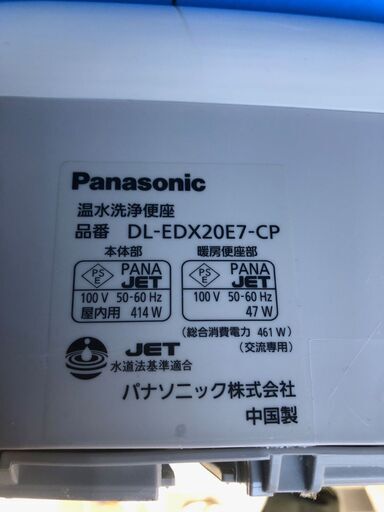 Panasonic
温水洗浄便座
品番 DL-EDX20E7-CP
本体部 暖房便座部
PS E PANA JET PS E PANA JET
100 V 50-60 Hz 100 V 50-60 Hz
屋内用 414 W 47 W
(総合消費電力 461 W)
(交流専用)
JET
水道法基準適合
パナソニック株式会社
中国製